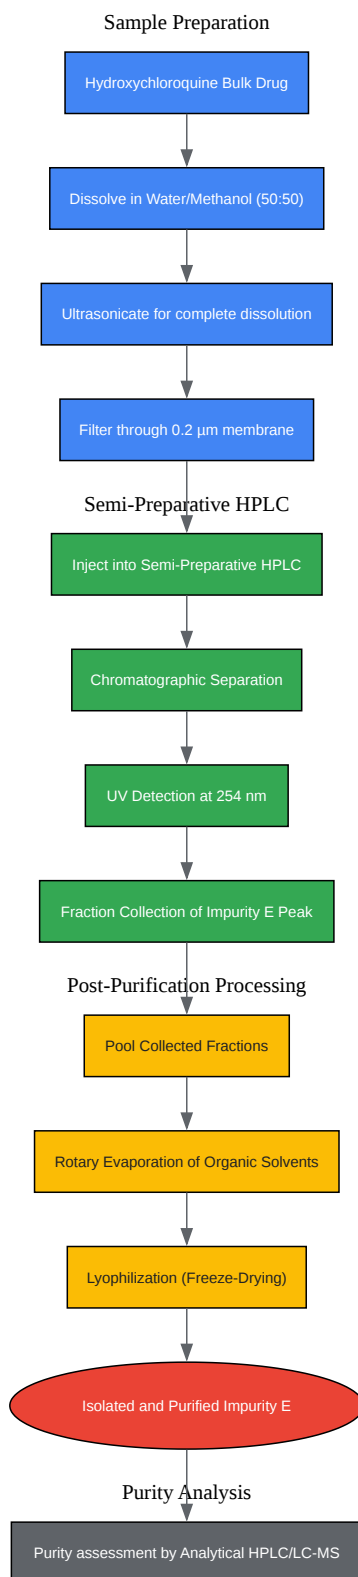 Sample Preparation
Hydroxychloroquine Bulk Drug
Dissolve in Water/Methanol (50:50)
Ultrasonicate for complete dissolution
Filter through 0.2 µm membrane
Semi-Preparative HPLC
Inject into Semi-Preparative HPLC
Chromatographic Separation
UV Detection at 254 nm
Fraction Collection of Impurity E Peak
Post-Purification Processing
Pool Collected Fractions
Rotary Evaporation of Organic Solvents
Lyophilization (Freeze-Drying)
Isolated and Purified Impurity E
Purity Analysis
Purity assessment by Analytical HPLC/LC-MS